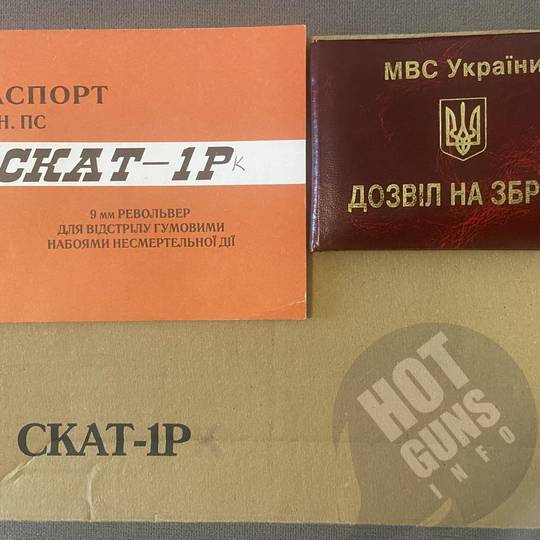 АСПОРТ
Н. ПС
СКАТ-1Р к
9 мм РЕВОЛЬВЕР
ДЛЯ ВІДСТРІЛУ ГУМОВИМИ
НАБОЯМИ НЕСМЕРТЕЛЬНОЇ ДІЇ
МВС України
ДОЗВІЛ НА ЗБР
СКАТ-1Р к
HOT
GUNS
INFO